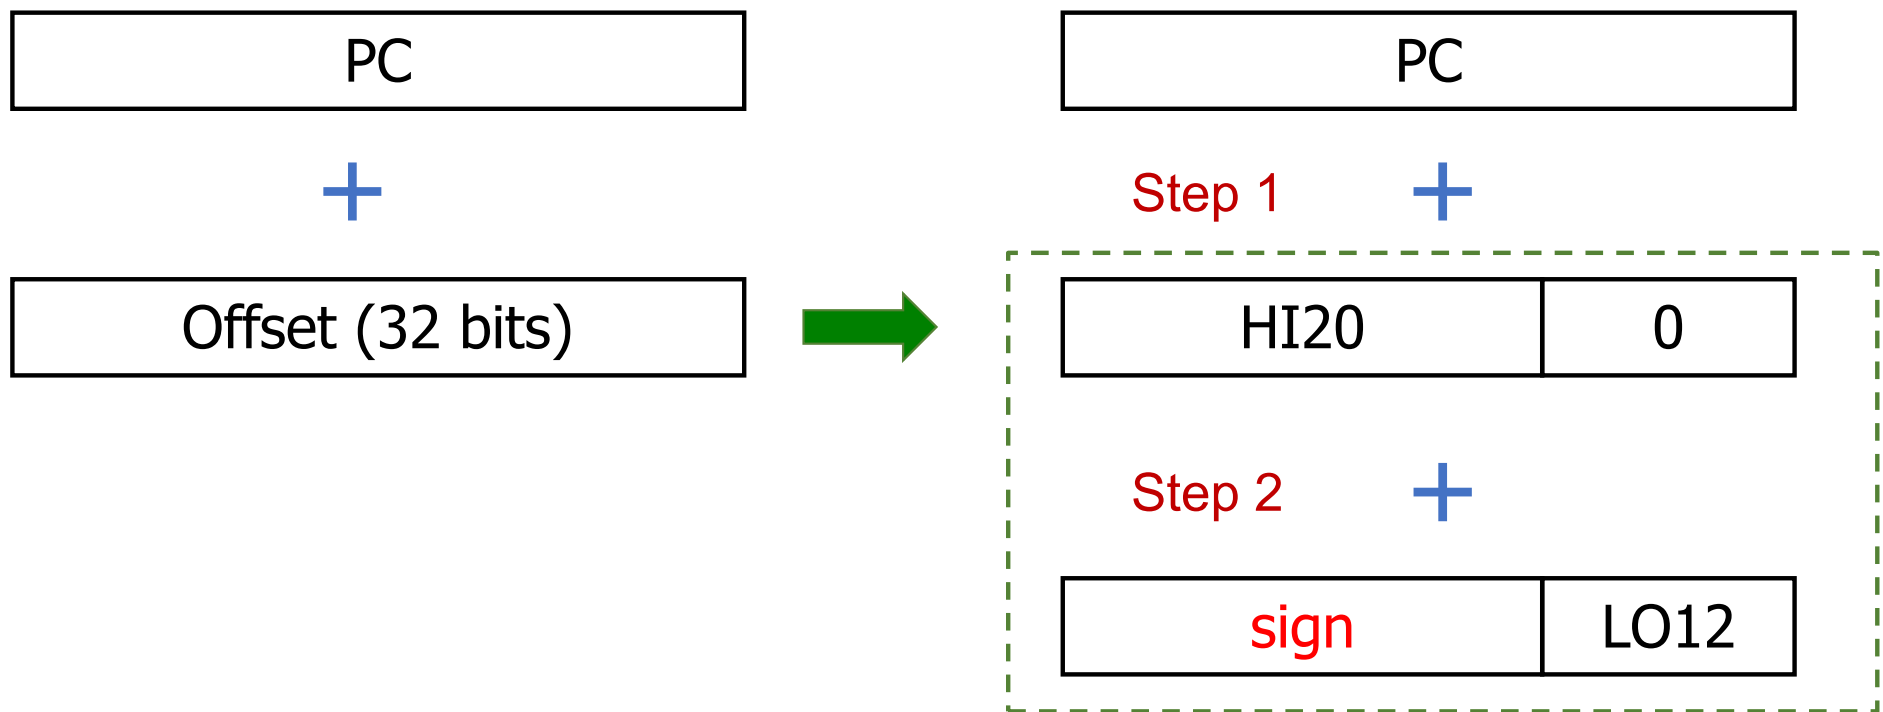 PC
PC
Step 1
Offset (32 bits)
HI20
0
Step 2
sign
LO12